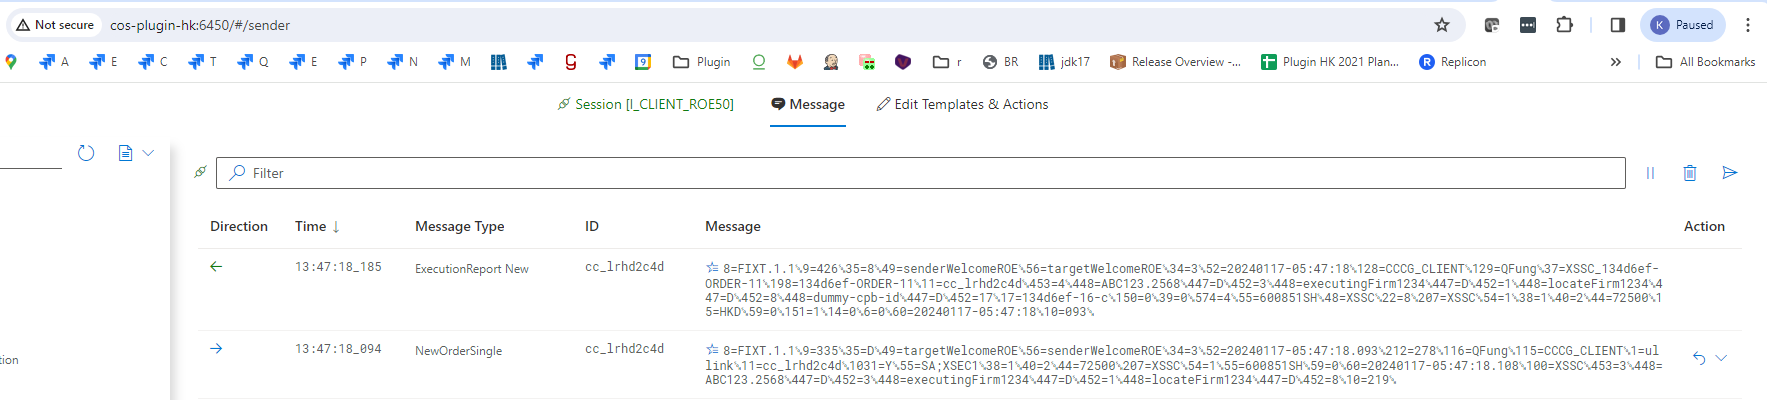 Not secure cos-plugin-hk:6450/#/sender K Paused
A E C T Q E P N M G 9 Plugin r BR jdk17 Release Overview -... Plugin HK 2021 Plan... R Replicon » All Bookmarks
Session [I_CLIENT_ROE50] Message Edit Templates & Actions
Filter
Direction Time ↓ Message Type ID Message Action
← 13:47:18_185 ExecutionReport New cc_lrhd2c4d 8=FIXT.1.1␁9=426␁35=8␁49=senderWelcomeROE␁56=targetWelcomeROE␁34=3␁52=20240117-05:47:18␁128=CCCG_CLIENT␁129=QFung␁37=XSSC_134d6ef-
ORDER-11␁198=134d6ef-ORDER-11␁11=cc_lrhd2c4d␁453=4␁448=ABC123.2568␁447=D␁452=3␁448=executingFirm1234␁447=D␁452=1␁448=locateFirm1234␁4
47=D␁452=8␁448=dummy-cpb-id␁447=D␁452=17␁17=134d6ef-16-c␁150=0␁39=0␁574=4␁55=600851SH␁48=XSSC␁22=8␁207=XSSC␁54=1␁38=1␁40=2␁44=72500␁1
5=HKD␁59=0␁151=1␁14=0␁6=0␁60=20240117-05:47:18␁10=093␁
→ 13:47:18_094 NewOrderSingle cc_lrhd2c4d 8=FIXT.1.1␁9=335␁35=D␁49=targetWelcomeROE␁56=senderWelcomeROE␁34=3␁52=20240117-05:47:18.093␁212=278␁116=QFung␁115=CCCG_CLIENT␁1=ul
link␁11=cc_lrhd2c4d␁1031=Y␁55=SA;XSEC1␁38=1␁40=2␁44=72500␁207=XSSC␁54=1␁55=600851SH␁59=0␁60=20240117-05:47:18.108␁100=XSSC␁453=3␁448=
ABC123.2568␁447=D␁452=3␁448=executingFirm1234␁447=D␁452=1␁448=locateFirm1234␁447=D␁452=8␁10=219␁
tion